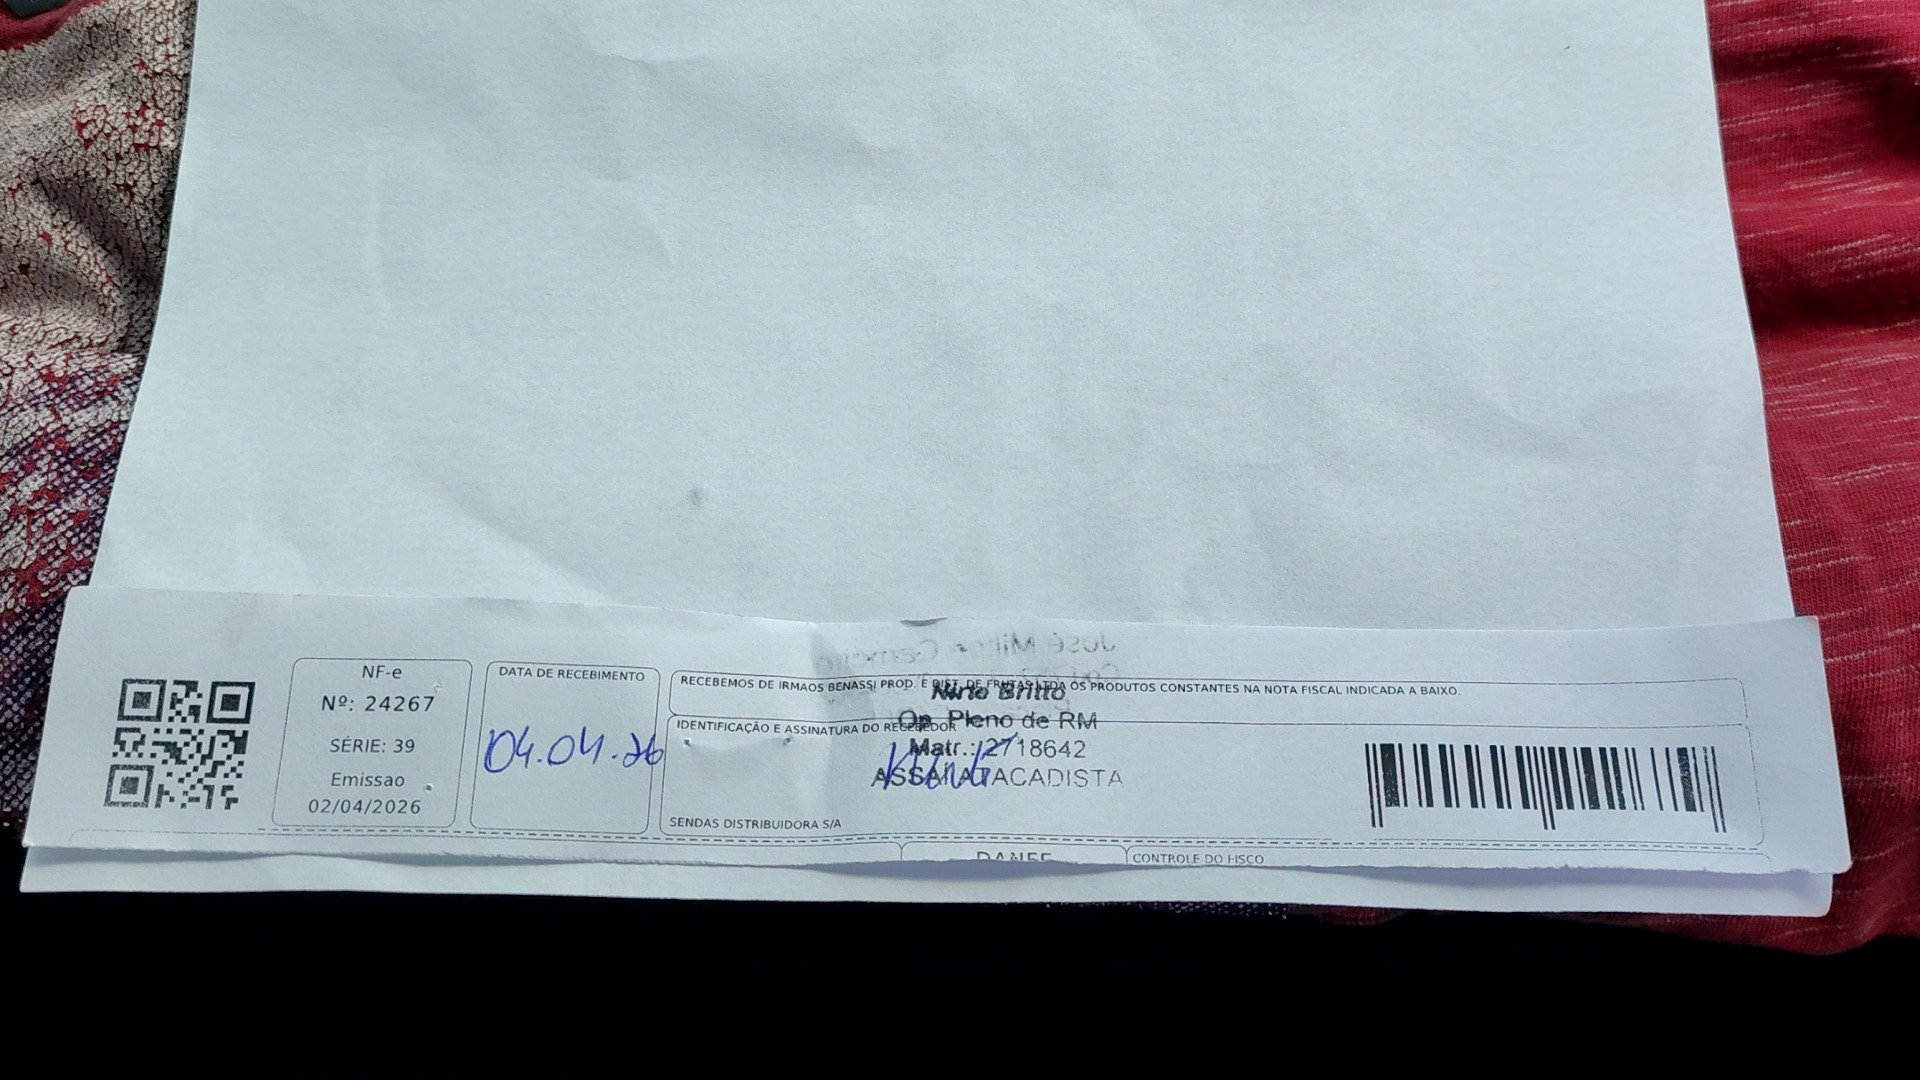 NF-e
Nº: 24267
SÉRIE: 39
Emissao
02/04/2026
DATA DE RECEBIMENTO
04.04.26
RECEBEMOS DE IRMAOS BENASSI PROD. E DIST. DE FRUTAS LTDA OS PRODUTOS CONSTANTES NA NOTA FISCAL INDICADA A BAIXO.
IDENTIFICAÇÃO E ASSINATURA DO RECEBEDOR
Britto
Op. Pleno de RM
Matr.: 2718642
ASSAI ATACADISTA
SENDAS DISTRIBUIDORA S/A
DANFE
CONTROLE DO FISCO